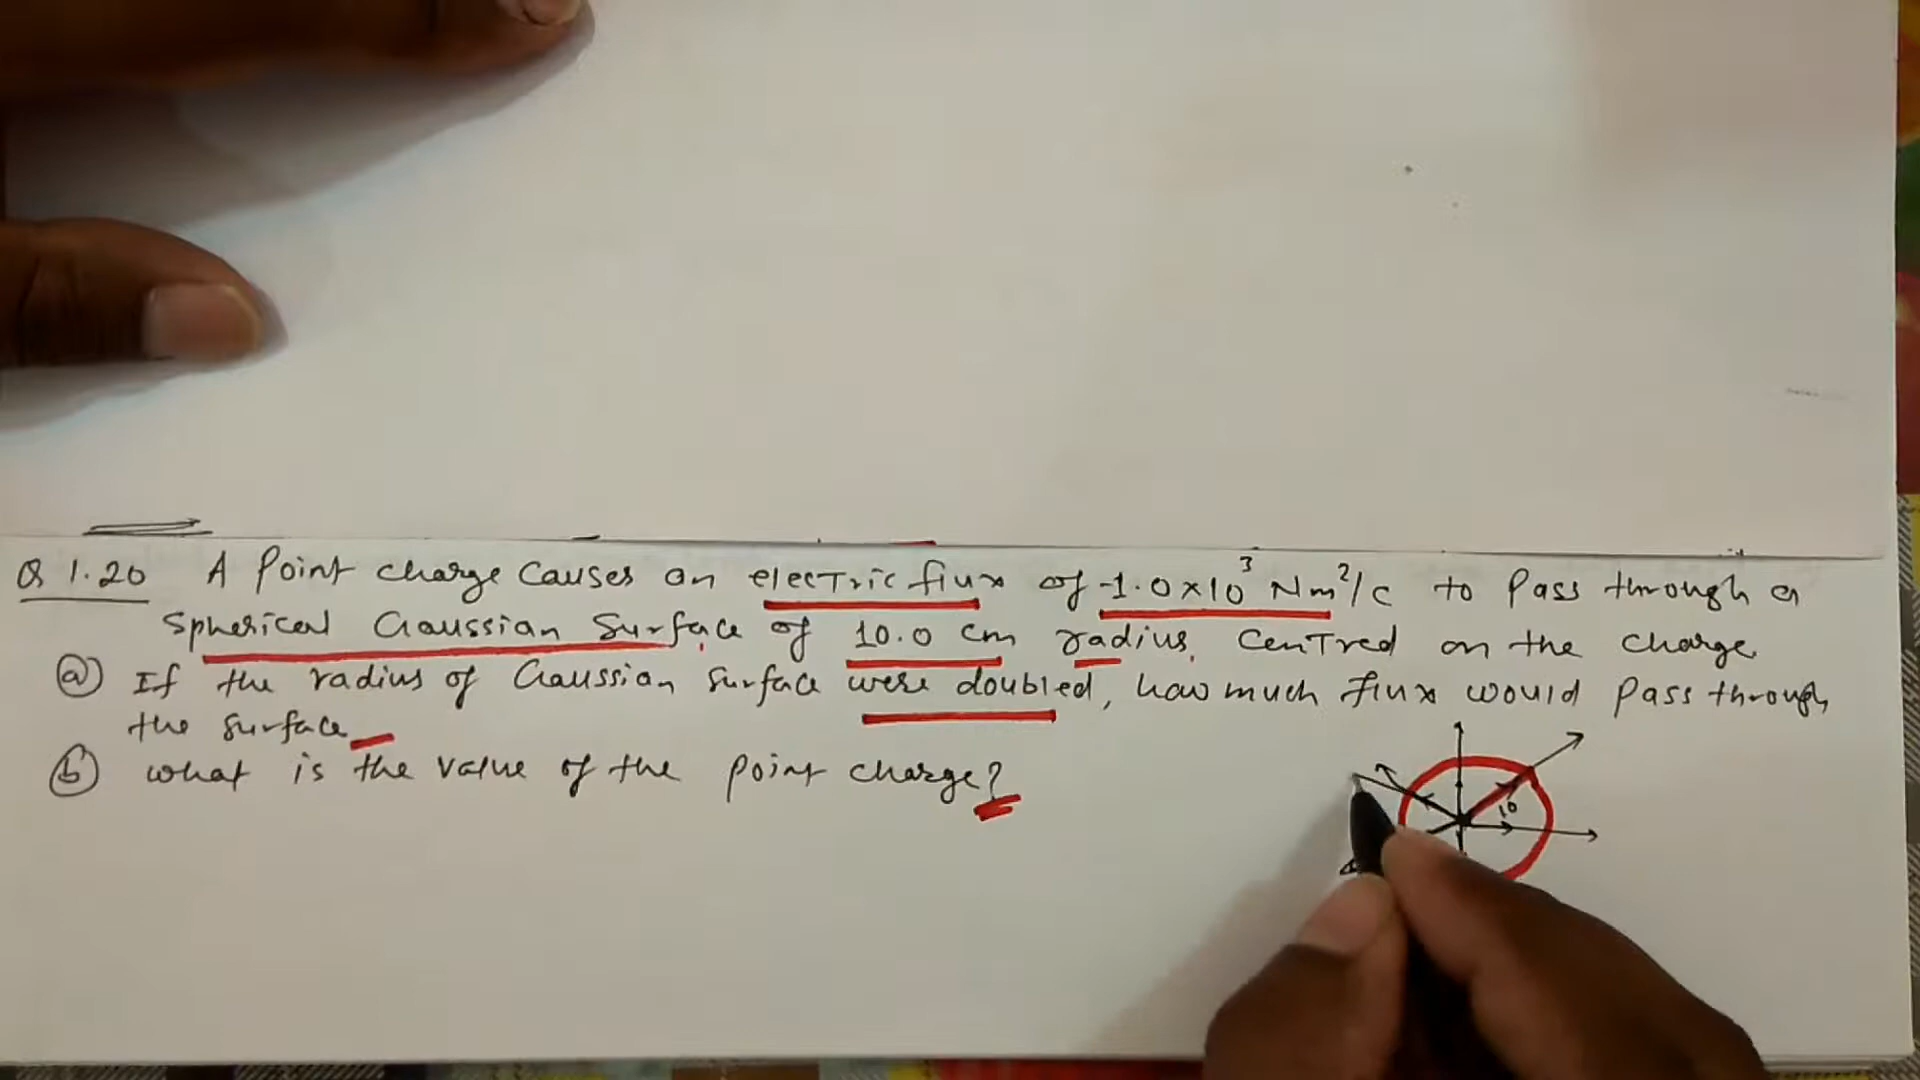 Q 1.20 A Point charge causes an electric flux of -1.0×10³ Nm²/c to Pass through a
Spherical Gaussian Surface of 10.0 cm radius, Centred on the charge
(a) If the radius of Gaussian Surface were doubled, how much flux would Pass through
the surface
(b) what is the value of the point charge?
10